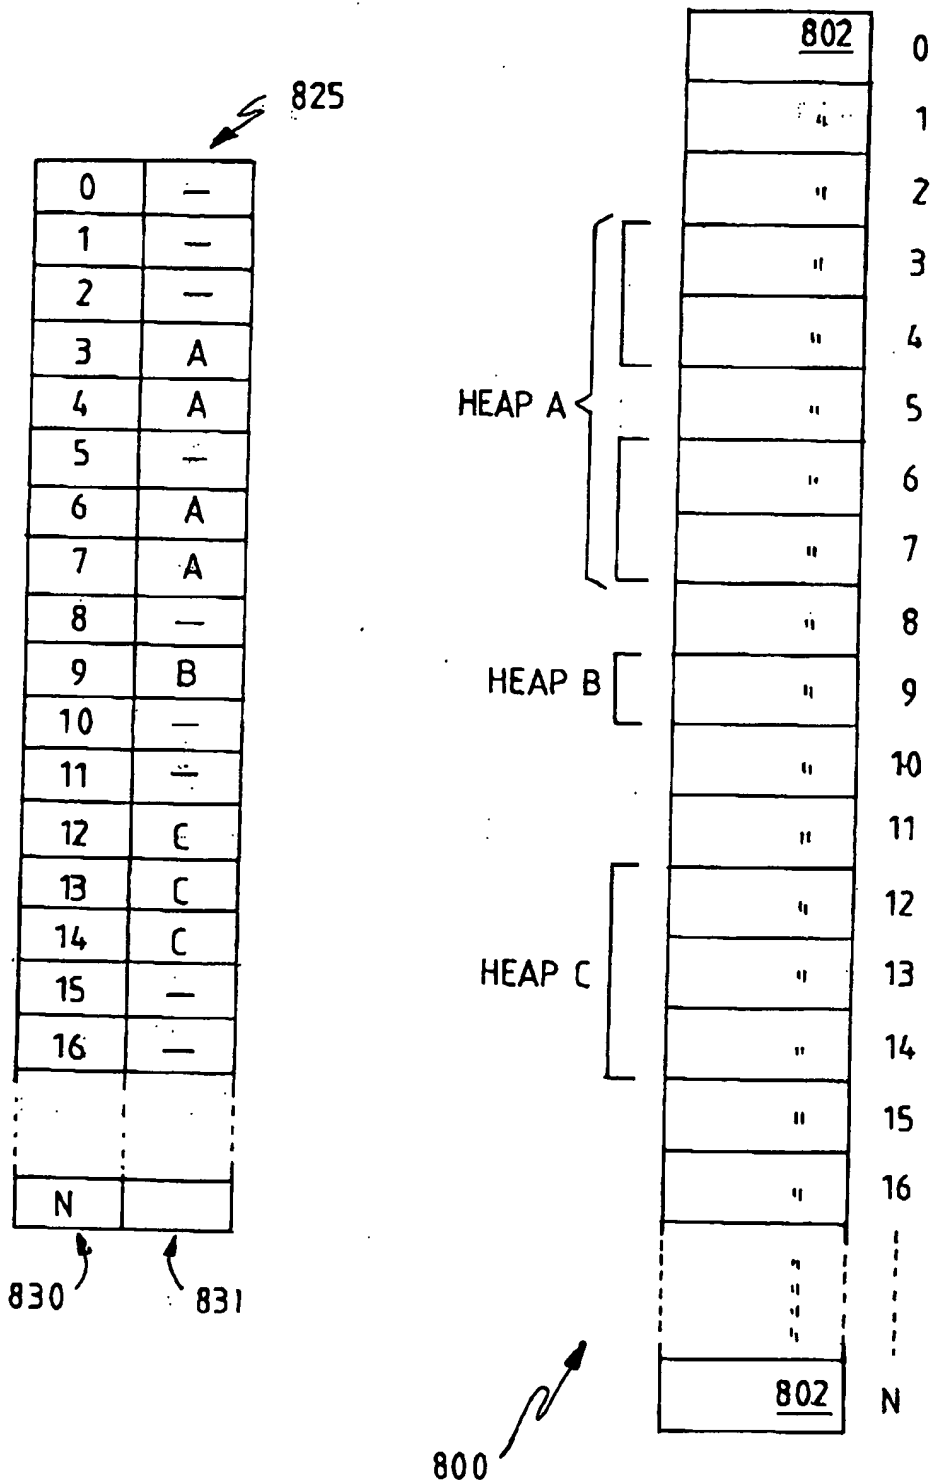 825
0 —
1 —
2 —
3 A
4 A
5 —
6 A
7 A
8 —
9 B
10 —
11 —
12 C
13 C
14 C
15 —
16 —
N
830
831
802 0
" 1
" 2
" 3
" 4
" 5
" 6
" 7
" 8
" 9
" 10
" 11
" 12
" 13
" 14
" 15
" 16
"
"
"
"
802 N
HEAP A
HEAP B
HEAP C
800